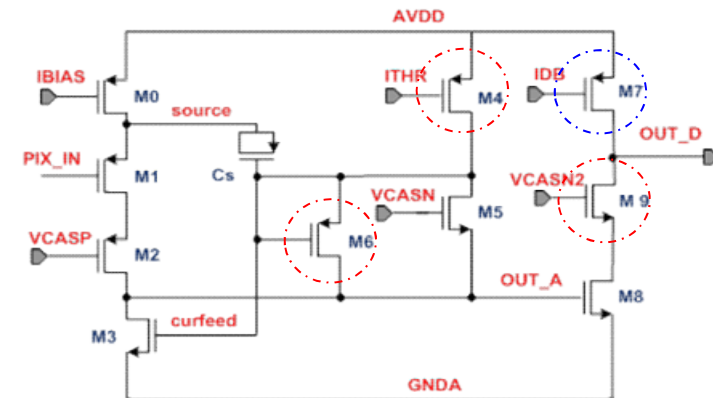 AVDD
IBIAS
M0
source
ITHR
M4
IDB
M7
OUT_D
PIX_IN
M1
Cs
VCASN
M5
VCASN2
M 9
VCASP
M2
M6
OUT_A
M8
M3
curfeed
GNDA